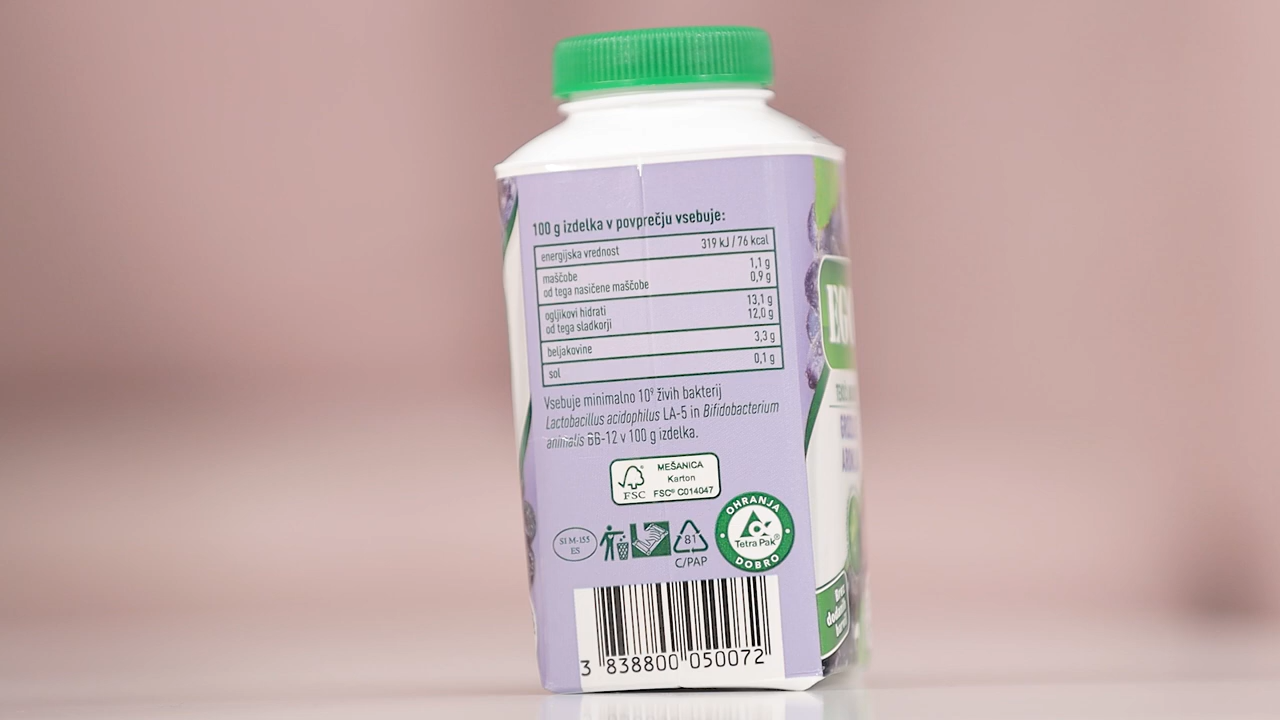 100 g izdelka v povprečju vsebuje:
energijska vrednost 319 kJ / 76 kcal
maščobe 1,1 g
od tega nasičene maščobe 0,9 g
ogljikovi hidrati 13,1 g
od tega sladkorji 12,0 g
beljakovine 3,3 g
sol 0,1 g
Vsebuje minimalno 10⁹ živih bakterij
Lactobacillus acidophilus LA-5 in Bifidobacterium
animalis BB-12 v 100 g izdelka.
MEŠANICA
Karton
FSC FSC® C014047
OHRANJA
Tetra Pak®
DOBRO
SI M-155
ES
81
C/PAP
3 838800 050072
Brez